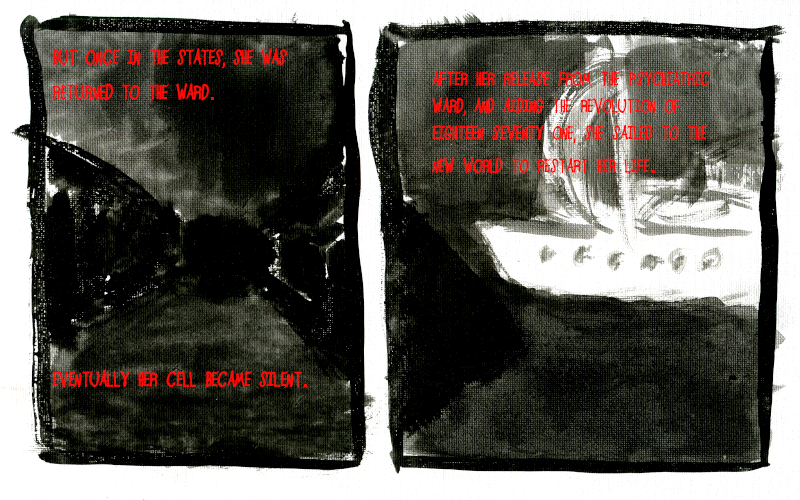 BUT ONCE IN THE STATES, SHE WAS
RETURNED TO THE WARD.
EVENTUALLY HER CELL BECAME SILENT.
AFTER HER RELEASE FROM THE PSYCHIATRIC
WARD, AND AIDING THE REVOLUTION OF
EIGHTEEN SEVENTY ONE, SHE SAILED TO THE
NEW WORLD TO RESTART HER LIFE.